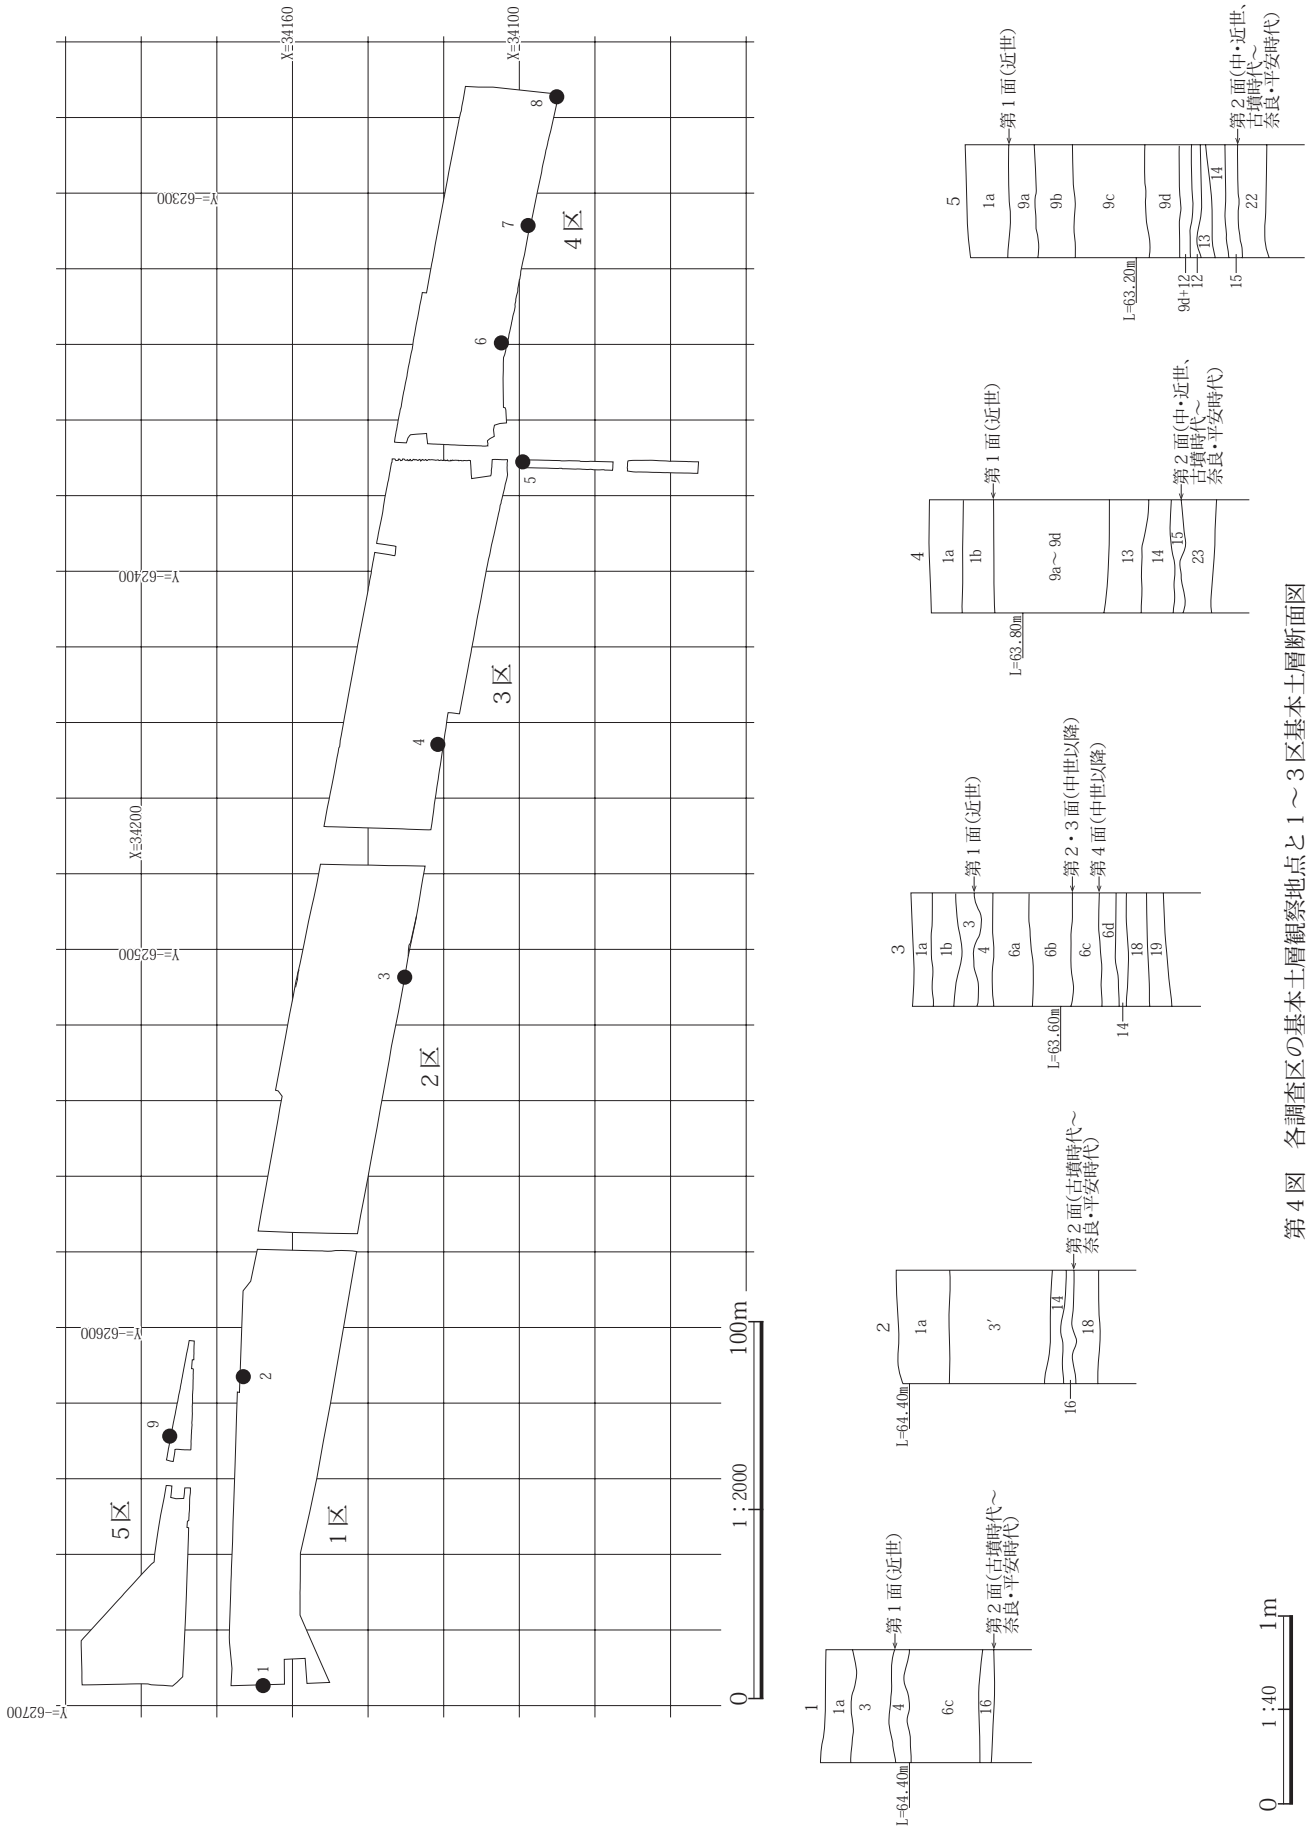 Y=-62700
Y=-62600
Y=-62500
Y=-62400
Y=-62300
X=34200
X=34160
X=34100
5区
1区
2区
3区
4区
1
2
3
4
5
6
7
8
9
0
1：2000
100m
1
1a
3
4
6c
16
L=64.40m
第1面(近世)
第2面(古墳時代～
奈良・平安時代)
2
1a
3′
14
16
18
L=64.40m
第2面(古墳時代～
奈良・平安時代)
3
1a
1b
3
4
6a
6b
6c
6d
14
18
19
L=63.60m
第1面(近世)
第2・3面(中世以降)
第4面(中世以降)
4
1a
1b
9a～9d
13
14
15
23
L=63.80m
第1面(近世)
第2面(中・近世、
古墳時代～
奈良・平安時代)
5
1a
9a
9b
9c
9d
9d+12
12
13
14
15
22
L=63.20m
第1面(近世)
第2面(中・近世、
古墳時代～
奈良・平安時代)
0
1：40
1m
第4図　各調査区の基本土層観察地点と1～3区基本土層断面図